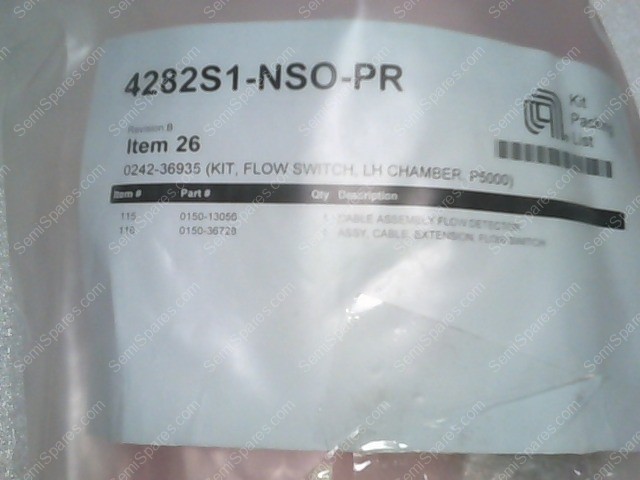 4282S1-NSO-PR
Kit
Packing
List
Revision B
Item 26
0242-36935 (KIT, FLOW SWITCH, LH CHAMBER, P5000)
Item # Part # Qty Description
115 0150-13056 1 CABLE ASSEMBLY FLOW DETECTOR
116 0150-36728 1 ASSY, CABLE, EXTENSION, FLOW SWITCH
SemiSpares.com